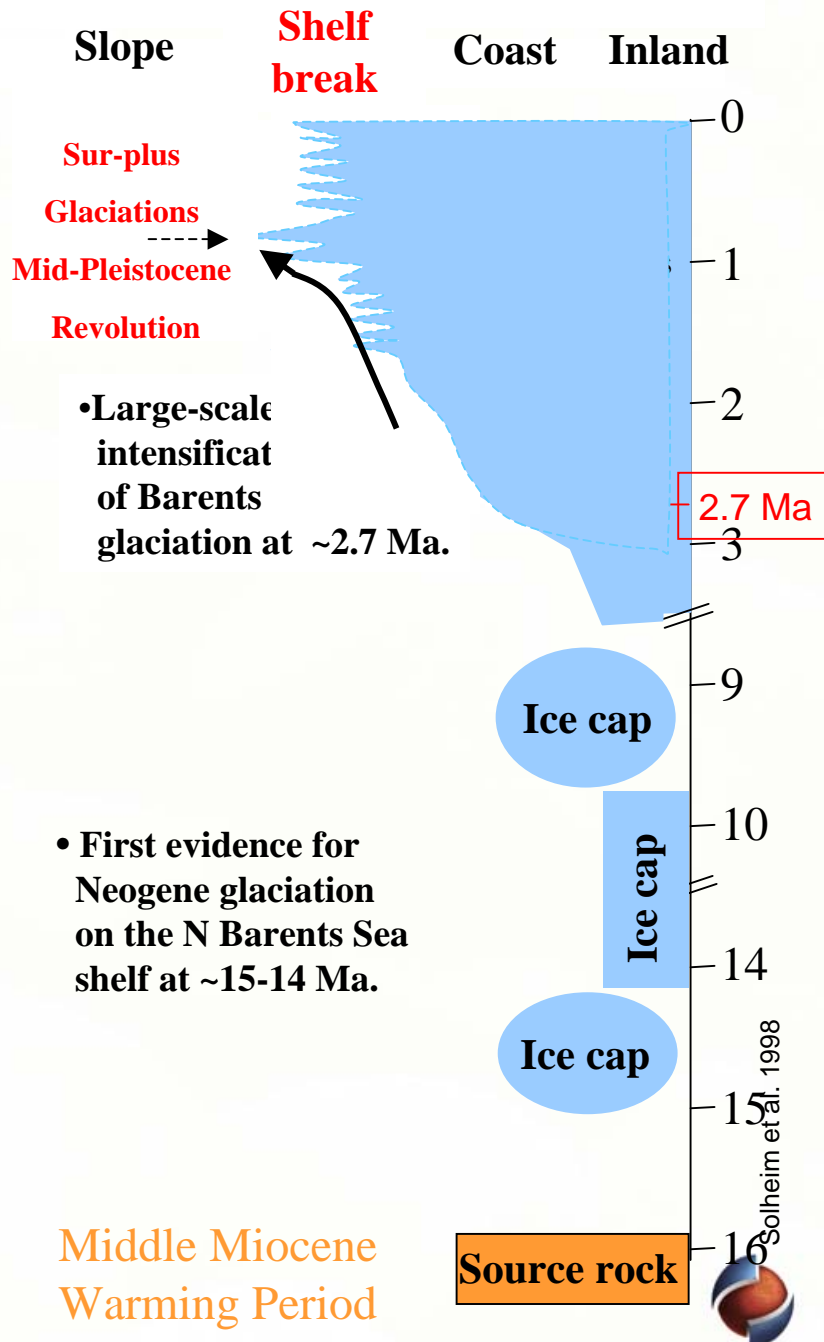 Slope
Shelf
break
Coast
Inland
0
Sur-plus
Glaciations
Mid-Pleistocene
Revolution
1
2
•Large-scale
intensificat
of Barents
glaciation at ~2.7 Ma.
2.7 Ma
3
9
Ice cap
10
Ice cap
• First evidence for
Neogene glaciation
on the N Barents Sea
shelf at ~15-14 Ma.
14
Ice cap
15
Solheim et al. 1998
16
Middle Miocene
Warming Period
Source rock